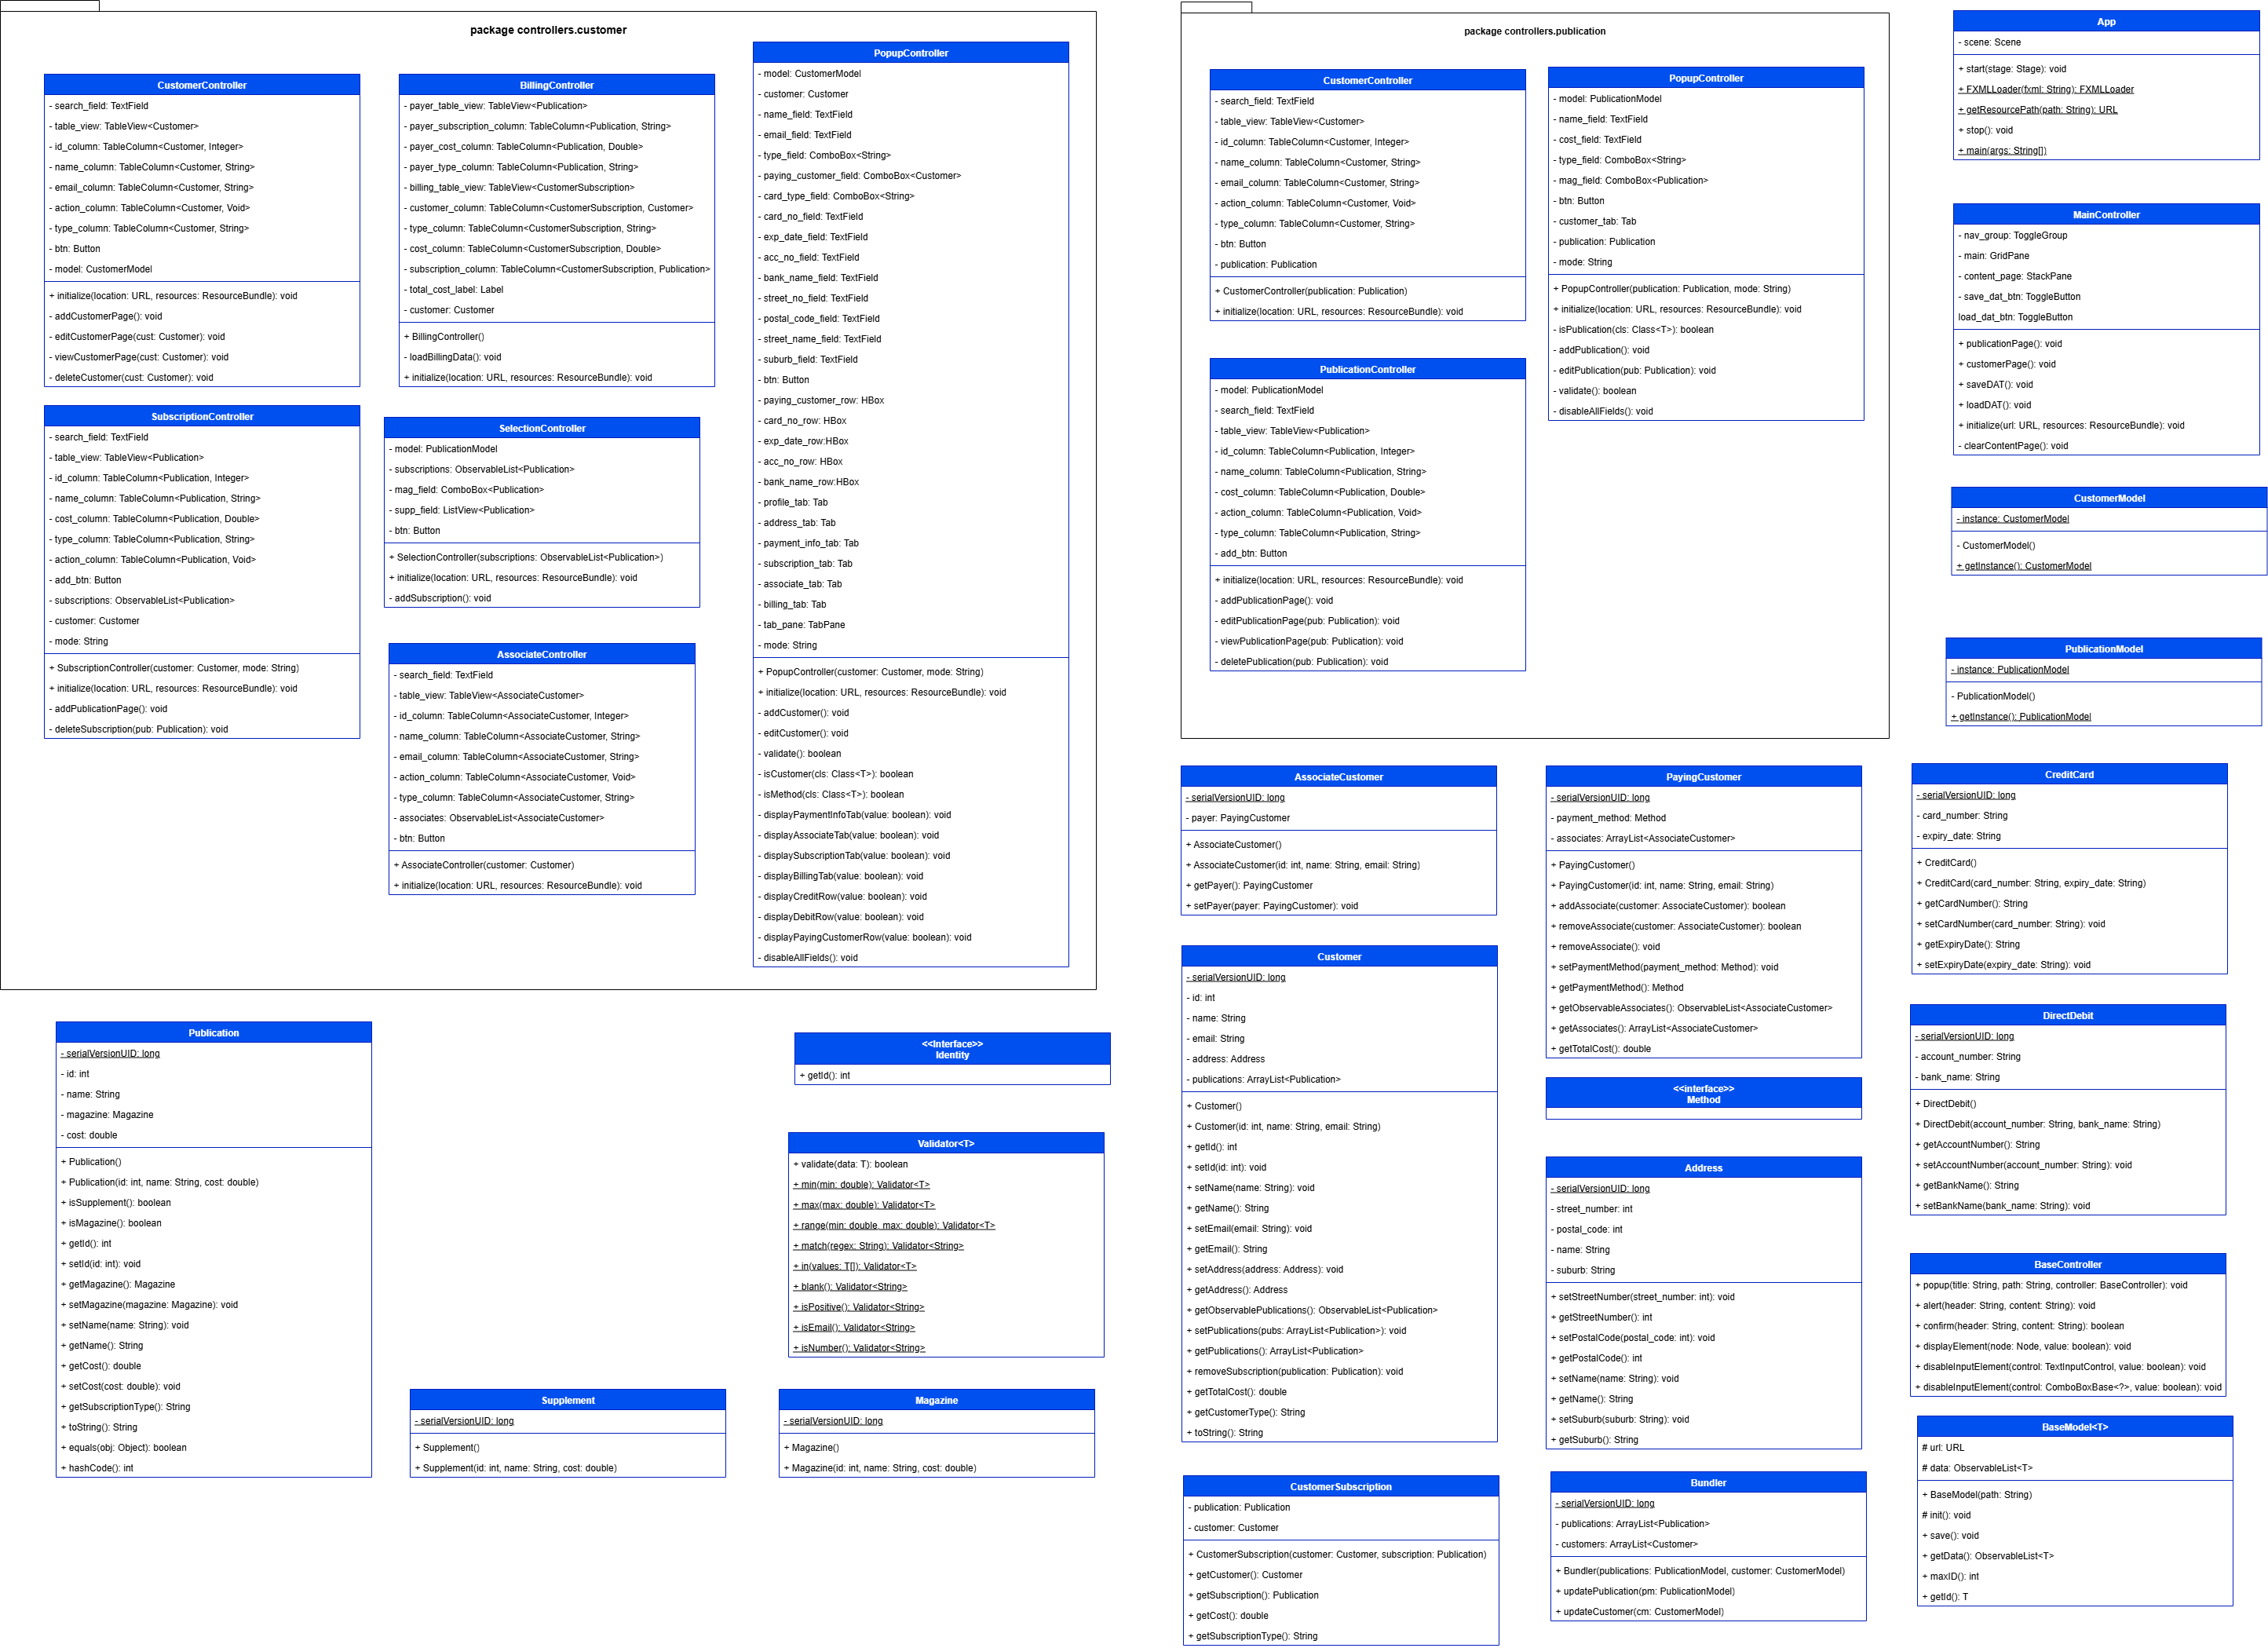 package controllers.customer
CustomerController
- search_field: TextField
- table_view: TableView<Customer>
- id_column: TableColumn<Customer, Integer>
- name_column: TableColumn<Customer, String>
- email_column: TableColumn<Customer, String>
- action_column: TableColumn<Customer, Void>
- type_column: TableColumn<Customer, String>
- btn: Button
- model: CustomerModel
+ initialize(location: URL, resources: ResourceBundle): void
- addCustomerPage(): void
- editCustomerPage(cust: Customer): void
- viewCustomerPage(cust: Customer): void
- deleteCustomer(cust: Customer): void
BillingController
- payer_table_view: TableView<Publication>
- payer_subscription_column: TableColumn<Publication, String>
- payer_cost_column: TableColumn<Publication, Double>
- payer_type_column: TableColumn<Publication, String>
- billing_table_view: TableView<CustomerSubscription>
- customer_column: TableColumn<CustomerSubscription, Customer>
- type_column: TableColumn<CustomerSubscription, String>
- cost_column: TableColumn<CustomerSubscription, Double>
- subscription_column: TableColumn<CustomerSubscription, Publication>
- total_cost_label: Label
- customer: Customer
+ BillingController()
- loadBillingData(): void
+ initialize(location: URL, resources: ResourceBundle): void
PopupController
- model: CustomerModel
- customer: Customer
- name_field: TextField
- email_field: TextField
- type_field: ComboBox<String>
- paying_customer_field: ComboBox<Customer>
- card_type_field: ComboBox<String>
- card_no_field: TextField
- exp_date_field: TextField
- acc_no_field: TextField
- bank_name_field: TextField
- street_no_field: TextField
- postal_code_field: TextField
- street_name_field: TextField
- suburb_field: TextField
- btn: Button
- paying_customer_row: HBox
- card_no_row: HBox
- exp_date_row:HBox
- acc_no_row: HBox
- bank_name_row:HBox
- profile_tab: Tab
- address_tab: Tab
- payment_info_tab: Tab
- subscription_tab: Tab
- associate_tab: Tab
- billing_tab: Tab
- tab_pane: TabPane
- mode: String
+ PopupController(customer: Customer, mode: String)
+ initialize(location: URL, resources: ResourceBundle): void
- addCustomer(): void
- editCustomer(): void
- validate(): boolean
- isCustomer(cls: Class<T>): boolean
- isMethod(cls: Class<T>): boolean
- displayPaymentInfoTab(value: boolean): void
- displayAssociateTab(value: boolean): void
- displaySubscriptionTab(value: boolean): void
- displayBillingTab(value: boolean): void
- displayCreditRow(value: boolean): void
- displayDebitRow(value: boolean): void
- displayPayingCustomerRow(value: boolean): void
- disableAllFields(): void
SubscriptionController
- search_field: TextField
- table_view: TableView<Publication>
- id_column: TableColumn<Publication, Integer>
- name_column: TableColumn<Publication, String>
- cost_column: TableColumn<Publication, Double>
- type_column: TableColumn<Publication, String>
- action_column: TableColumn<Publication, Void>
- add_btn: Button
- subscriptions: ObservableList<Publication>
- customer: Customer
- mode: String
+ SubscriptionController(customer: Customer, mode: String)
+ initialize(location: URL, resources: ResourceBundle): void
- addPublicationPage(): void
- deleteSubscription(pub: Publication): void
SelectionController
- model: PublicationModel
- subscriptions: ObservableList<Publication>
- mag_field: ComboBox<Publication>
- supp_field: ListView<Publication>
- btn: Button
+ SelectionController(subscriptions: ObservableList<Publication>)
+ initialize(location: URL, resources: ResourceBundle): void
- addSubscription(): void
AssociateController
- search_field: TextField
- table_view: TableView<AssociateCustomer>
- id_column: TableColumn<AssociateCustomer, Integer>
- name_column: TableColumn<AssociateCustomer, String>
- email_column: TableColumn<AssociateCustomer, String>
- action_column: TableColumn<AssociateCustomer, Void>
- type_column: TableColumn<AssociateCustomer, String>
- associates: ObservableList<AssociateCustomer>
- btn: Button
+ AssociateController(customer: Customer)
+ initialize(location: URL, resources: ResourceBundle): void
package controllers.publication
CustomerController
- search_field: TextField
- table_view: TableView<Customer>
- id_column: TableColumn<Customer, Integer>
- name_column: TableColumn<Customer, String>
- email_column: TableColumn<Customer, String>
- action_column: TableColumn<Customer, Void>
- type_column: TableColumn<Customer, String>
- btn: Button
- publication: Publication
+ CustomerController(publication: Publication)
+ initialize(location: URL, resources: ResourceBundle): void
PopupController
- model: PublicationModel
- name_field: TextField
- cost_field: TextField
- type_field: ComboBox<String>
- mag_field: ComboBox<Publication>
- btn: Button
- customer_tab: Tab
- publication: Publication
- mode: String
+ PopupController(publication: Publication, mode: String)
+ initialize(location: URL, resources: ResourceBundle): void
- isPublication(cls: Class<T>): boolean
- addPublication(): void
- editPublication(pub: Publication): void
- validate(): boolean
- disableAllFields(): void
PublicationController
- model: PublicationModel
- search_field: TextField
- table_view: TableView<Publication>
- id_column: TableColumn<Publication, Integer>
- name_column: TableColumn<Publication, String>
- cost_column: TableColumn<Publication, Double>
- action_column: TableColumn<Publication, Void>
- type_column: TableColumn<Publication, String>
- add_btn: Button
+ initialize(location: URL, resources: ResourceBundle): void
- addPublicationPage(): void
- editPublicationPage(pub: Publication): void
- viewPublicationPage(pub: Publication): void
- deletePublication(pub: Publication): void
App
- scene: Scene
+ start(stage: Stage): void
+ FXMLLoader(fxml: String): FXMLLoader
+ getResourcePath(path: String): URL
+ stop(): void
+ main(args: String[])
MainController
- nav_group: ToggleGroup
- main: GridPane
- content_page: StackPane
- save_dat_btn: ToggleButton
load_dat_btn: ToggleButton
+ publicationPage(): void
+ customerPage(): void
+ saveDAT(): void
+ loadDAT(): void
+ initialize(url: URL, resources: ResourceBundle): void
- clearContentPage(): void
CustomerModel
- instance: CustomerModel
- CustomerModel()
+ getInstance(): CustomerModel
PublicationModel
- instance: PublicationModel
- PublicationModel()
+ getInstance(): PublicationModel
AssociateCustomer
- serialVersionUID: long
- payer: PayingCustomer
+ AssociateCustomer()
+ AssociateCustomer(id: int, name: String, email: String)
+ getPayer(): PayingCustomer
+ setPayer(payer: PayingCustomer): void
PayingCustomer
- serialVersionUID: long
- payment_method: Method
- associates: ArrayList<AssociateCustomer>
+ PayingCustomer()
+ PayingCustomer(id: int, name: String, email: String)
+ addAssociate(customer: AssociateCustomer): boolean
+ removeAssociate(customer: AssociateCustomer): boolean
+ removeAssociate(): void
+ setPaymentMethod(payment_method: Method): void
+ getPaymentMethod(): Method
+ getObservableAssociates(): ObservableList<AssociateCustomer>
+ getAssociates(): ArrayList<AssociateCustomer>
+ getTotalCost(): double
CreditCard
- serialVersionUID: long
- card_number: String
- expiry_date: String
+ CreditCard()
+ CreditCard(card_number: String, expiry_date: String)
+ getCardNumber(): String
+ setCardNumber(card_number: String): void
+ getExpiryDate(): String
+ setExpiryDate(expiry_date: String): void
Customer
- serialVersionUID: long
- id: int
- name: String
- email: String
- address: Address
- publications: ArrayList<Publication>
+ Customer()
+ Customer(id: int, name: String, email: String)
+ getId(): int
+ setId(id: int): void
+ setName(name: String): void
+ getName(): String
+ setEmail(email: String): void
+ getEmail(): String
+ setAddress(address: Address): void
+ getAddress(): Address
+ getObservablePublications(): ObservableList<Publication>
+ setPublications(pubs: ArrayList<Publication>): void
+ getPublications(): ArrayList<Publication>
+ removeSubscription(publication: Publication): void
+ getTotalCost(): double
+ getCustomerType(): String
+ toString(): String
<<interface>>
Method
DirectDebit
- serialVersionUID: long
- account_number: String
- bank_name: String
+ DirectDebit()
+ DirectDebit(account_number: String, bank_name: String)
+ getAccountNumber(): String
+ setAccountNumber(account_number: String): void
+ getBankName(): String
+ setBankName(bank_name: String): void
Publication
- serialVersionUID: long
- id: int
- name: String
- magazine: Magazine
- cost: double
+ Publication()
+ Publication(id: int, name: String, cost: double)
+ isSupplement(): boolean
+ isMagazine(): boolean
+ getId(): int
+ setId(id: int): void
+ getMagazine(): Magazine
+ setMagazine(magazine: Magazine): void
+ setName(name: String): void
+ getName(): String
+ getCost(): double
+ setCost(cost: double): void
+ getSubscriptionType(): String
+ toString(): String
+ equals(obj: Object): boolean
+ hashCode(): int
<<Interface>>
Identity
+ getId(): int
Validator<T>
+ validate(data: T): boolean
+ min(min: double): Validator<T>
+ max(max: double): Validator<T>
+ range(min: double, max: double): Validator<T>
+ match(regex: String): Validator<String>
+ in(values: T[]): Validator<T>
+ blank(): Validator<String>
+ isPositive(): Validator<String>
+ isEmail(): Validator<String>
+ isNumber(): Validator<String>
Address
- serialVersionUID: long
- street_number: int
- postal_code: int
- name: String
- suburb: String
+ setStreetNumber(street_number: int): void
+ getStreetNumber(): int
+ setPostalCode(postal_code: int): void
+ getPostalCode(): int
+ setName(name: String): void
+ getName(): String
+ setSuburb(suburb: String): void
+ getSuburb(): String
BaseController
+ popup(title: String, path: String, controller: BaseController): void
+ alert(header: String, content: String): void
+ confirm(header: String, content: String): boolean
+ displayElement(node: Node, value: boolean): void
+ disableInputElement(control: TextInputControl, value: boolean): void
+ disableInputElement(control: ComboBoxBase<?>, value: boolean): void
Supplement
- serialVersionUID: long
+ Supplement()
+ Supplement(id: int, name: String, cost: double)
Magazine
- serialVersionUID: long
+ Magazine()
+ Magazine(id: int, name: String, cost: double)
CustomerSubscription
- publication: Publication
- customer: Customer
+ CustomerSubscription(customer: Customer, subscription: Publication)
+ getCustomer(): Customer
+ getSubscription(): Publication
+ getCost(): double
+ getSubscriptionType(): String
Bundler
- serialVersionUID: long
- publications: ArrayList<Publication>
- customers: ArrayList<Customer>
+ Bundler(publications: PublicationModel, customer: CustomerModel)
+ updatePublication(pm: PublicationModel)
+ updateCustomer(cm: CustomerModel)
BaseModel<T>
# url: URL
# data: ObservableList<T>
+ BaseModel(path: String)
# init(): void
+ save(): void
+ getData(): ObservableList<T>
+ maxID(): int
+ getId(): T